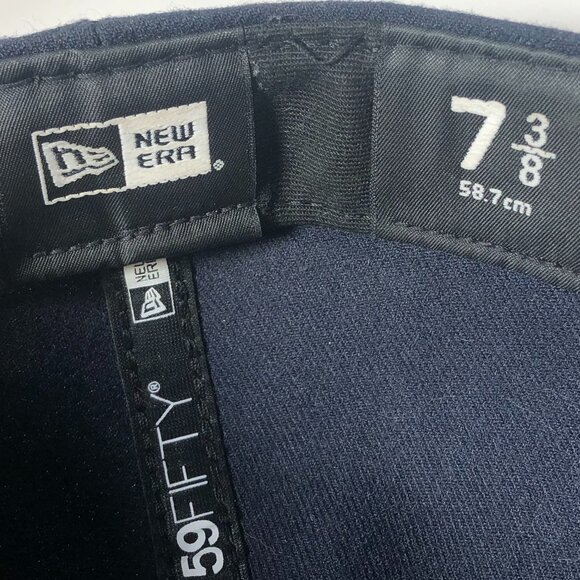 NEW
ERA®
7 3/8
58.7cm
NEW
ERA
59FIFTY®